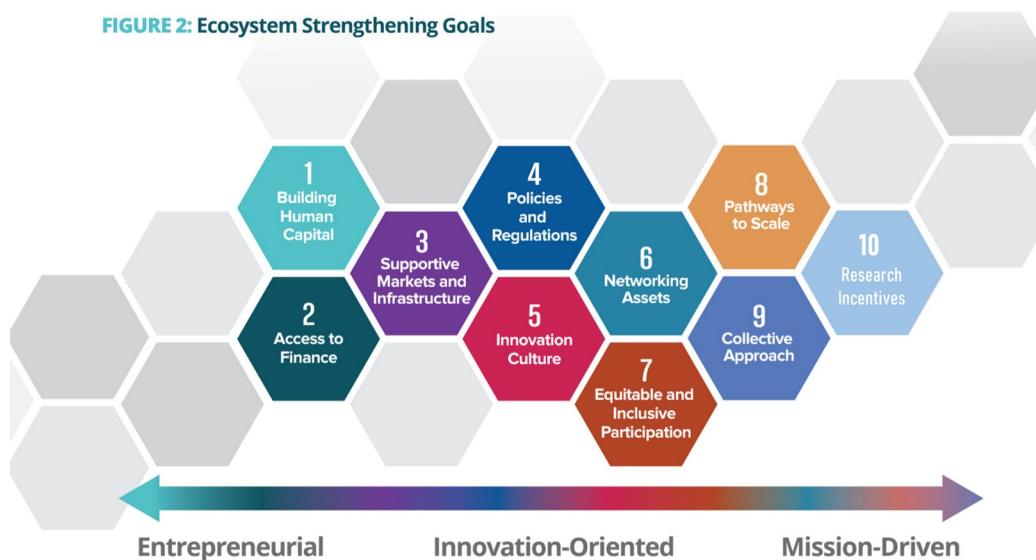 FIGURE 2: Ecosystem Strengthening Goals
1
Building
Human
Capital
2
Access to
Finance
3
Supportive
Markets and
Infrastructure
4
Policies
and
Regulations
5
Innovation
Culture
6
Networking
Assets
7
Equitable and
Inclusive
Participation
8
Pathways
to Scale
9
Collective
Approach
10
Research
Incentives
Entrepreneurial
Innovation-Oriented
Mission-Driven